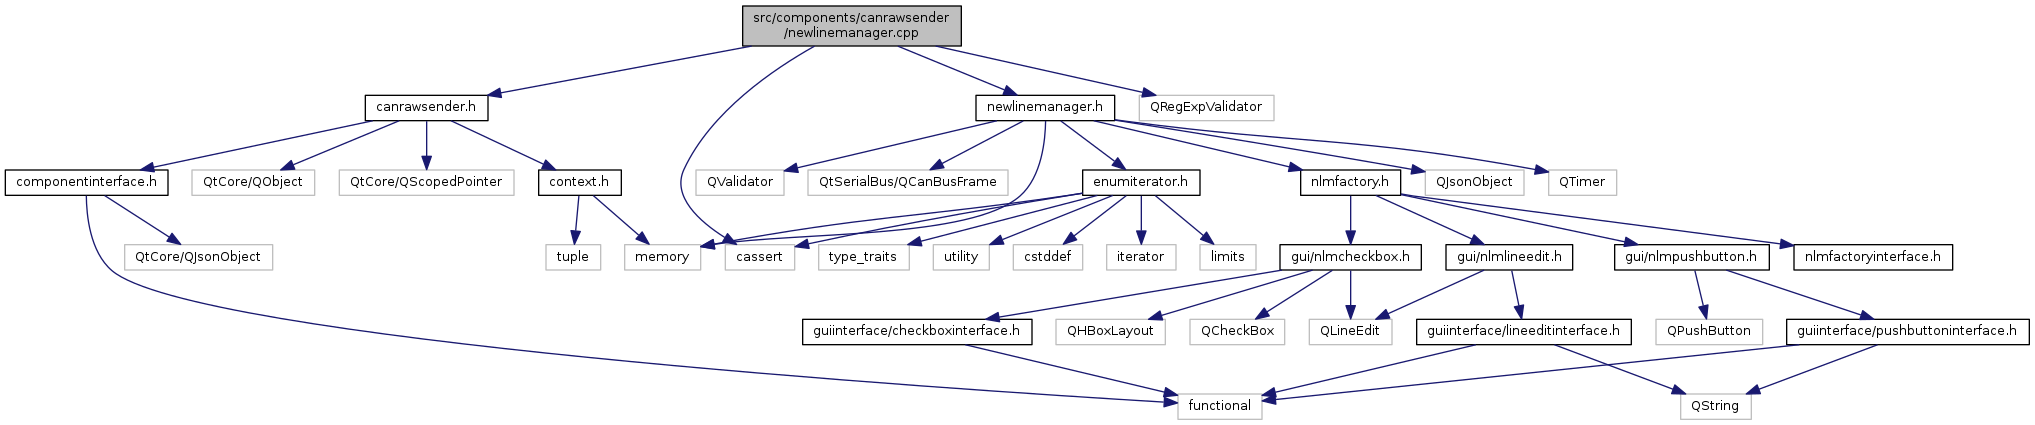 src/components/canrawsender
/newlinemanager.cpp
canrawsender.h
newlinemanager.h
QRegExpValidator
componentinterface.h
QtCore/QObject
QtCore/QScopedPointer
context.h
QValidator
QtSerialBus/QCanBusFrame
enumiterator.h
nlmfactory.h
QJsonObject
QTimer
QtCore/QJsonObject
tuple
memory
cassert
type_traits
utility
cstddef
iterator
limits
gui/nlmcheckbox.h
gui/nlmlineedit.h
gui/nlmpushbutton.h
nlmfactoryinterface.h
guiinterface/checkboxinterface.h
QHBoxLayout
QCheckBox
QLineEdit
guiinterface/lineeditinterface.h
QPushButton
guiinterface/pushbuttoninterface.h
functional
QString